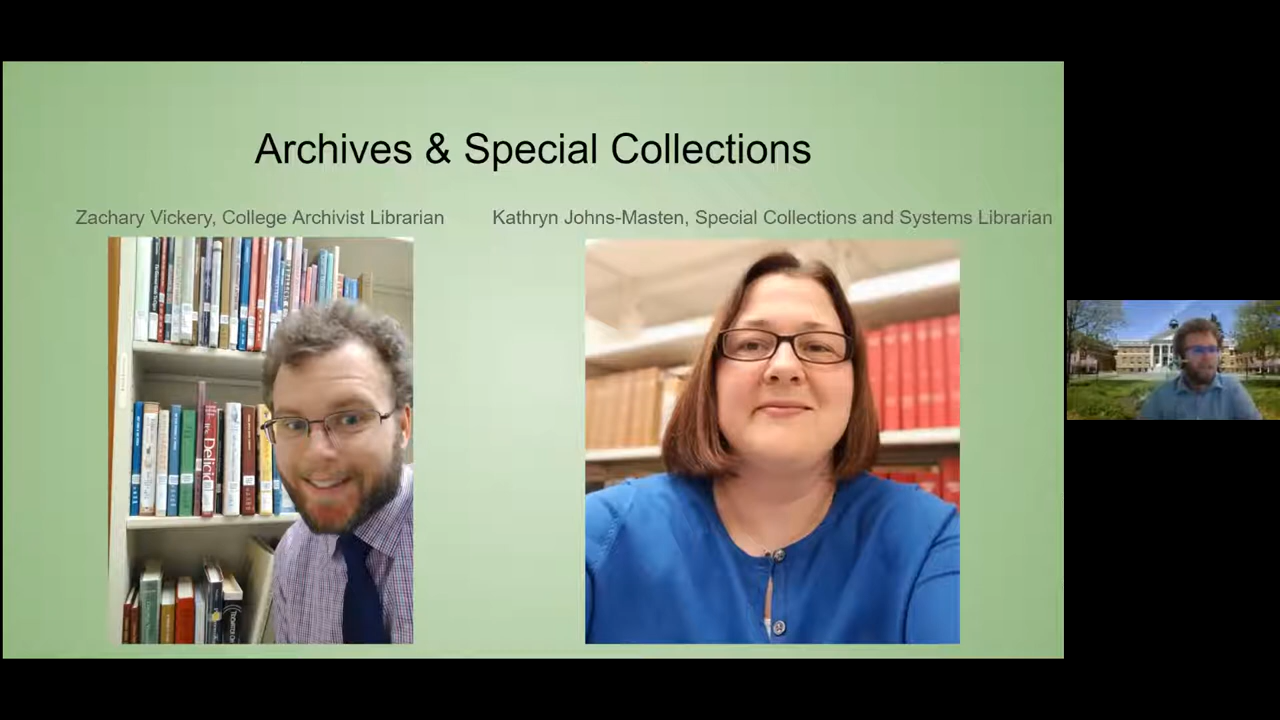 Archives & Special Collections
Zachary Vickery, College Archivist Librarian
Kathryn Johns-Masten, Special Collections and Systems Librarian